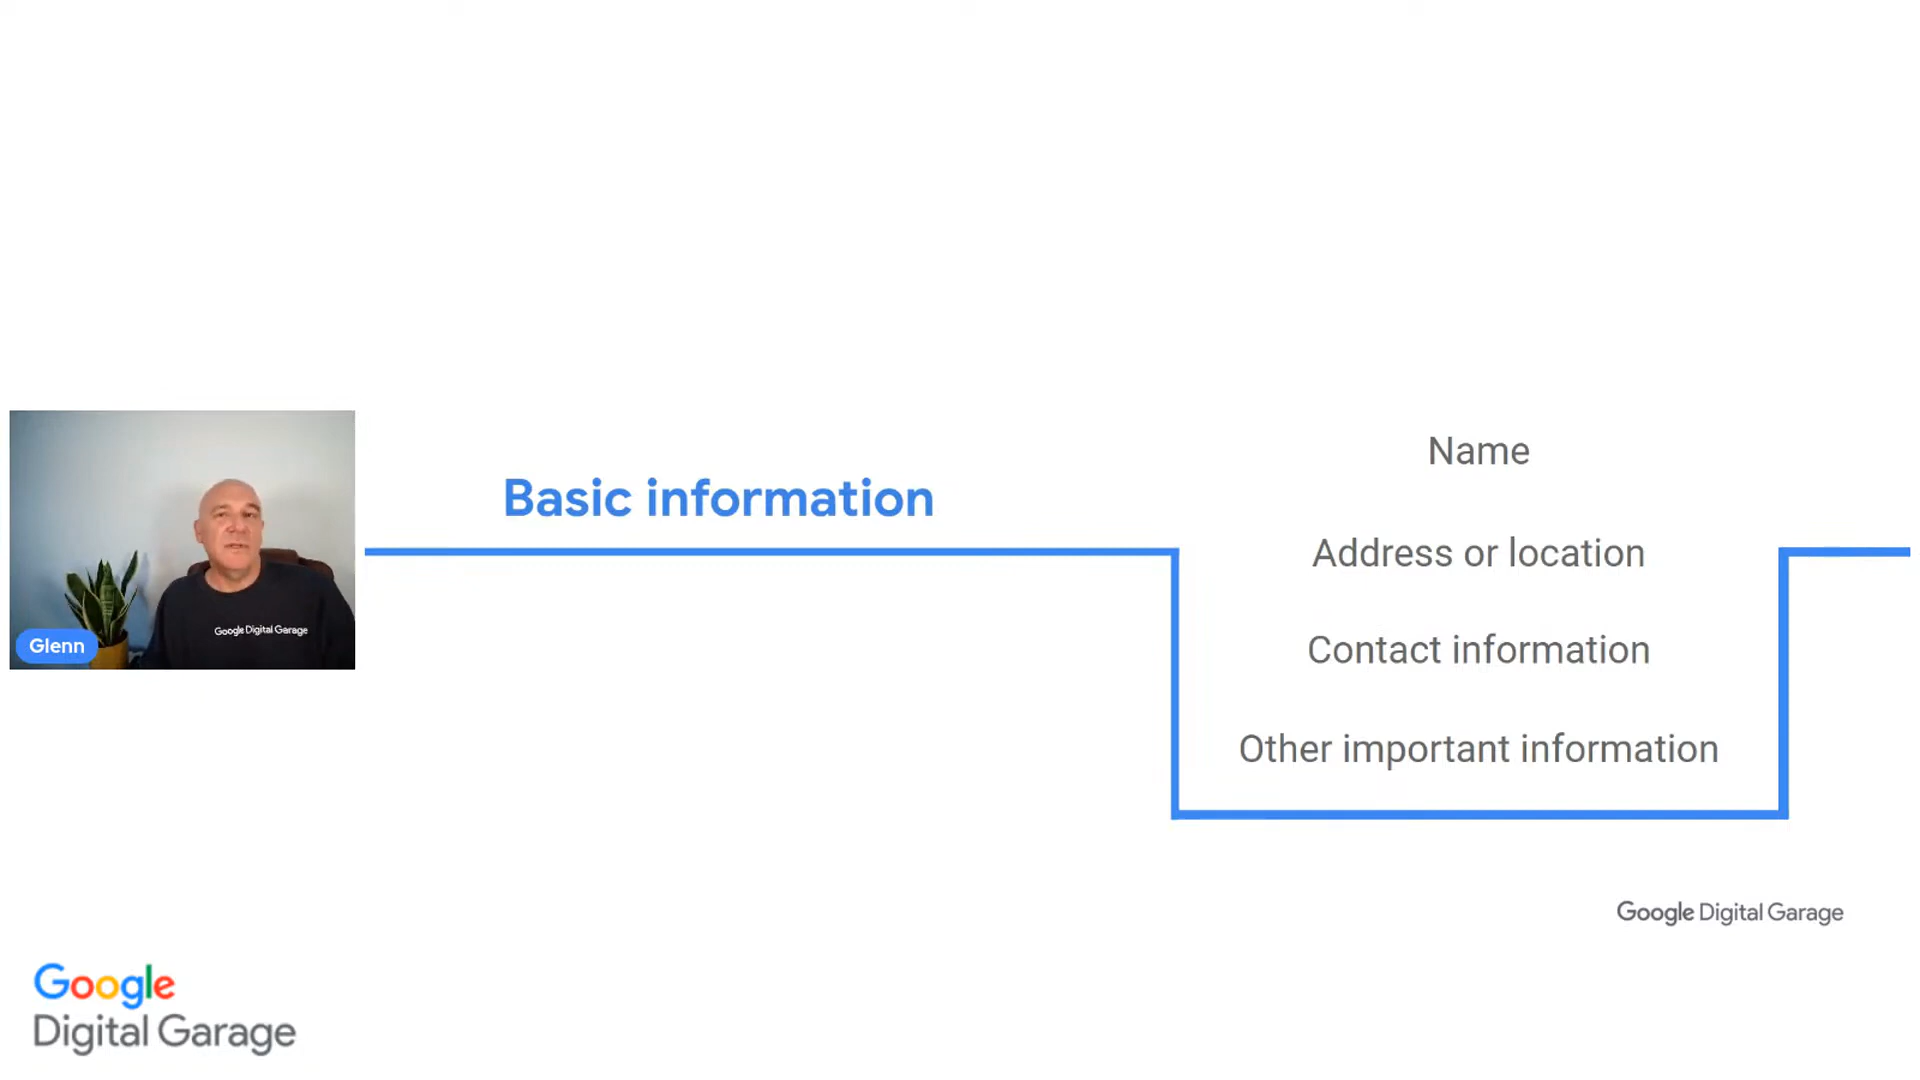 Basic information
Name
Address or location
Contact information
Other important information
Google Digital Garage
Glenn
Google Digital Garage
Google
Digital Garage